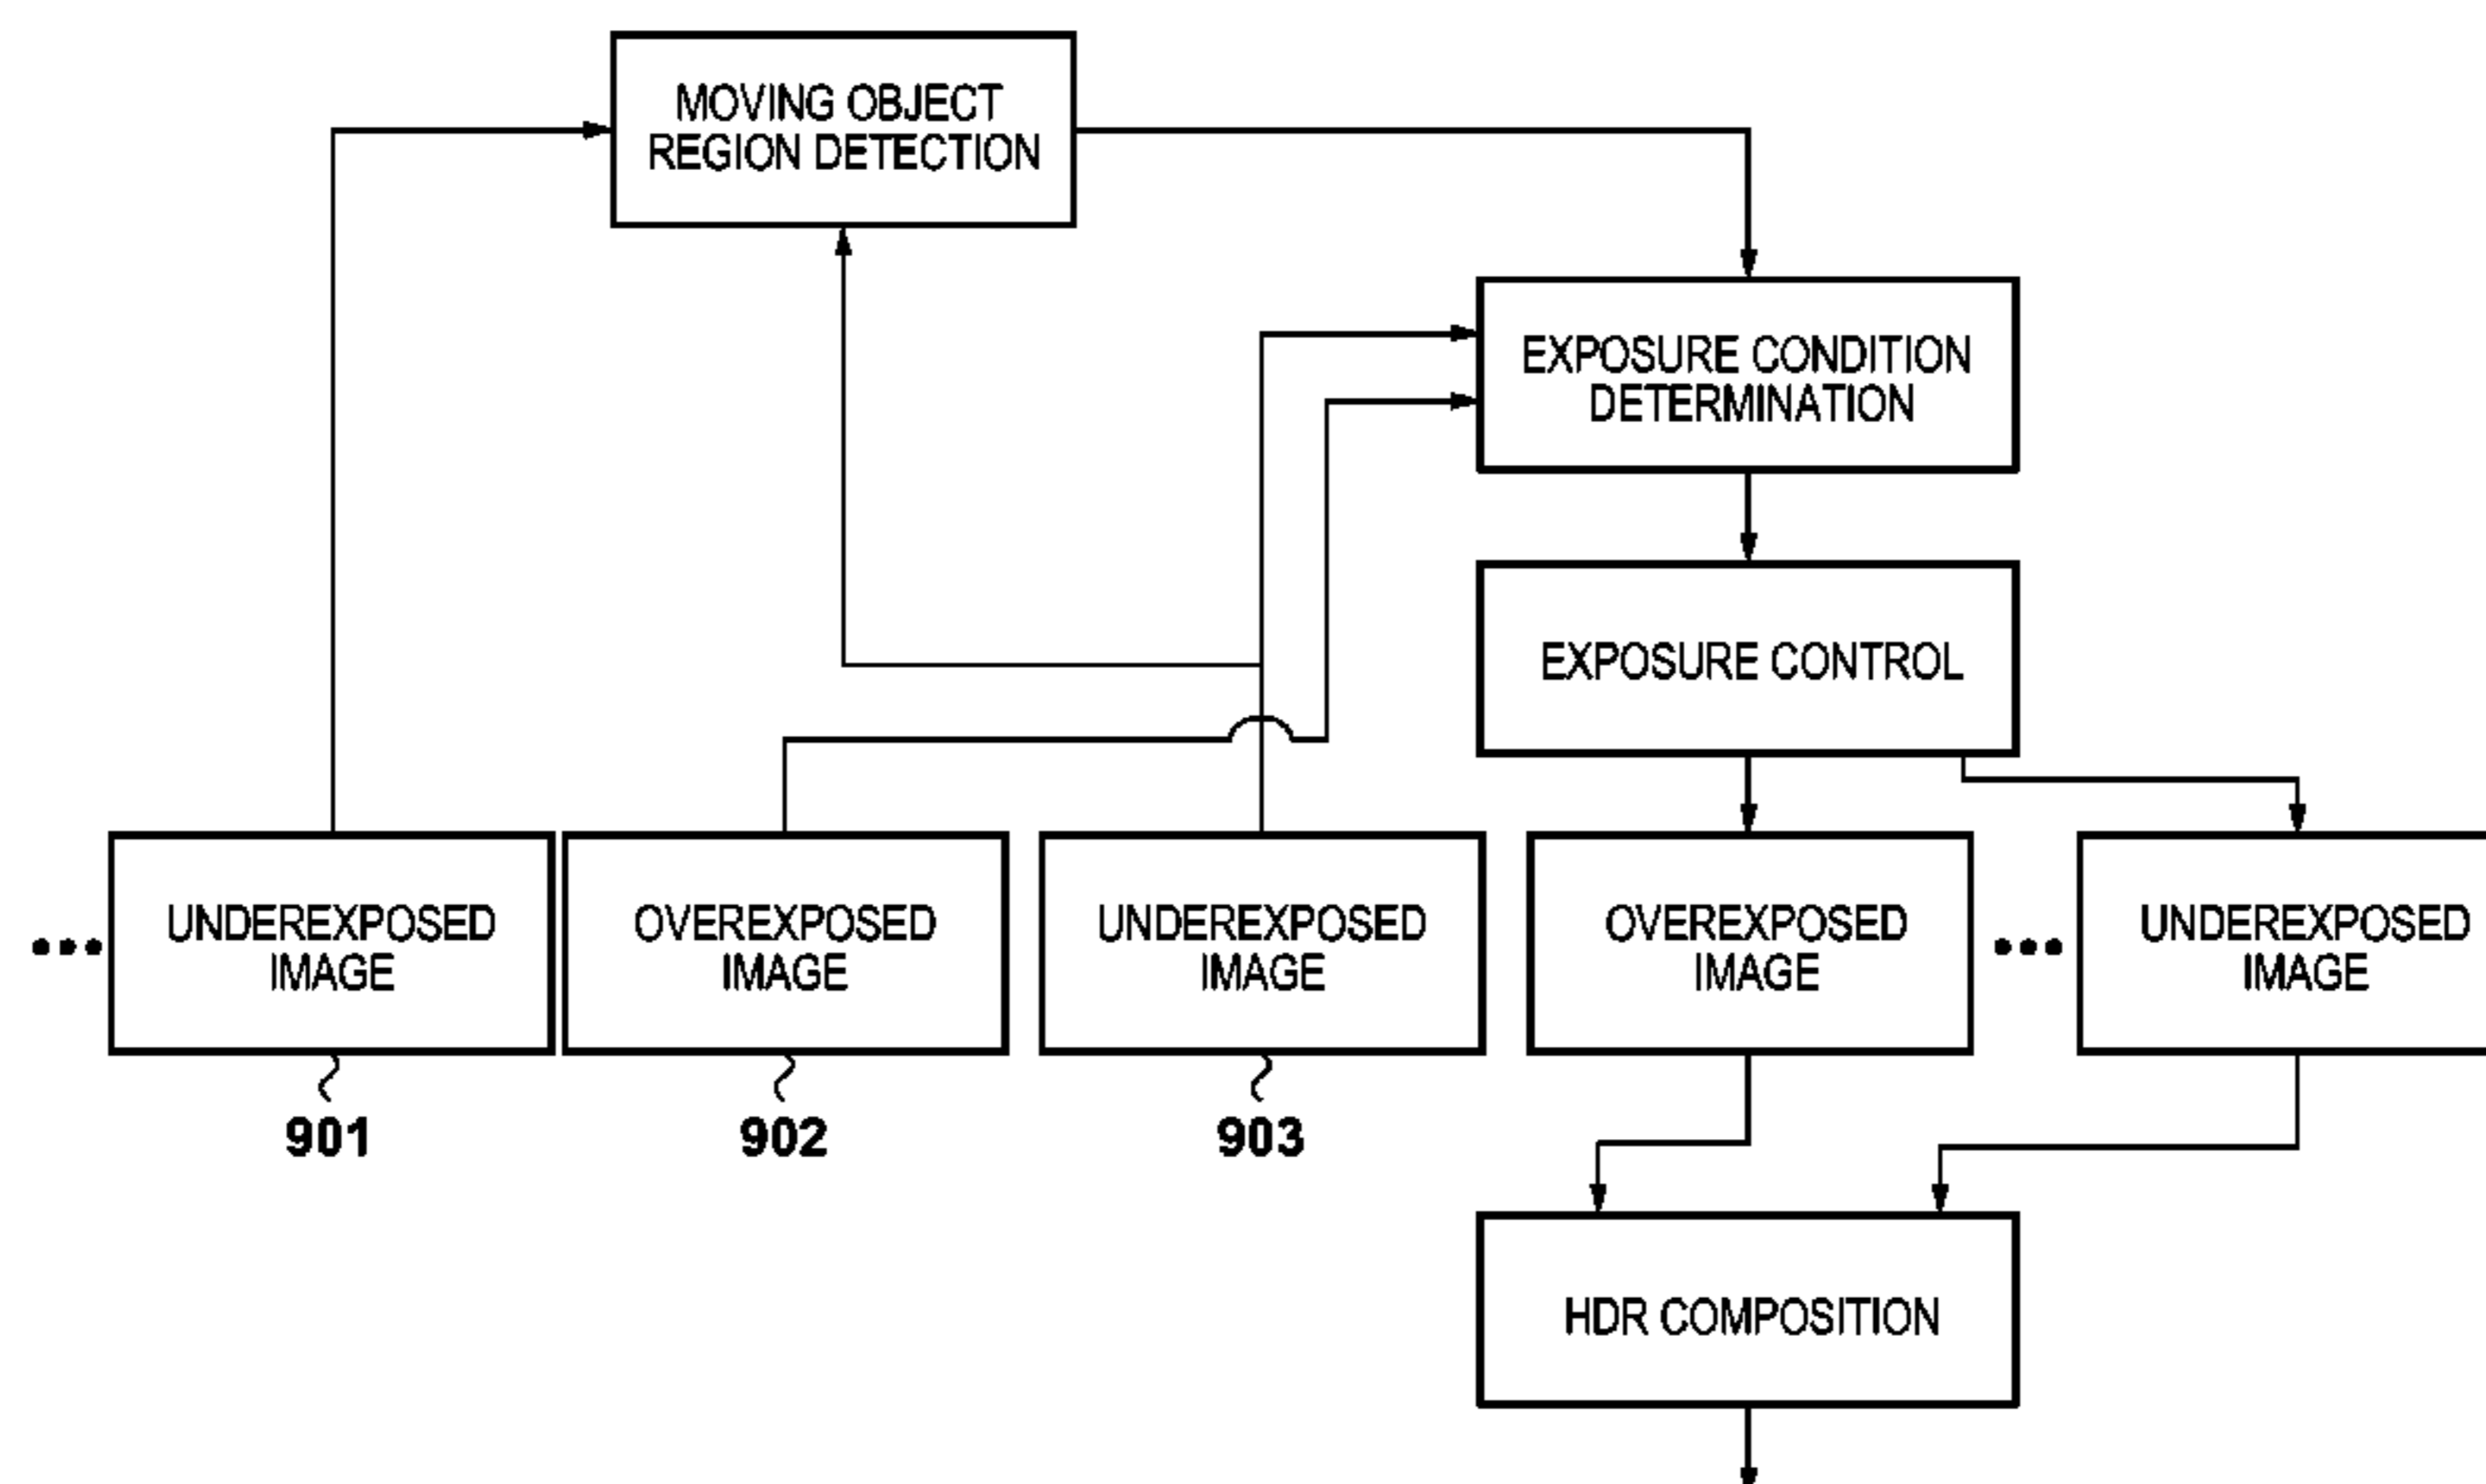 MOVING OBJECT
REGION DETECTION
EXPOSURE CONDITION
DETERMINATION
EXPOSURE CONTROL
UNDEREXPOSED
IMAGE
OVEREXPOSED
IMAGE
UNDEREXPOSED
IMAGE
OVEREXPOSED
IMAGE
UNDEREXPOSED
IMAGE
901
902
903
HDR COMPOSITION